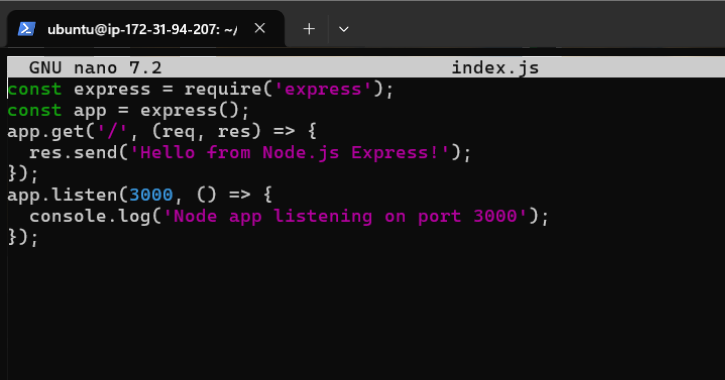 ubuntu@ip-172-31-94-207: ~/
GNU nano 7.2 index.js
const express = require('express');
const app = express();
app.get('/', (req, res) => {
  res.send('Hello from Node.js Express!');
});
app.listen(3000, () => {
  console.log('Node app listening on port 3000');
});